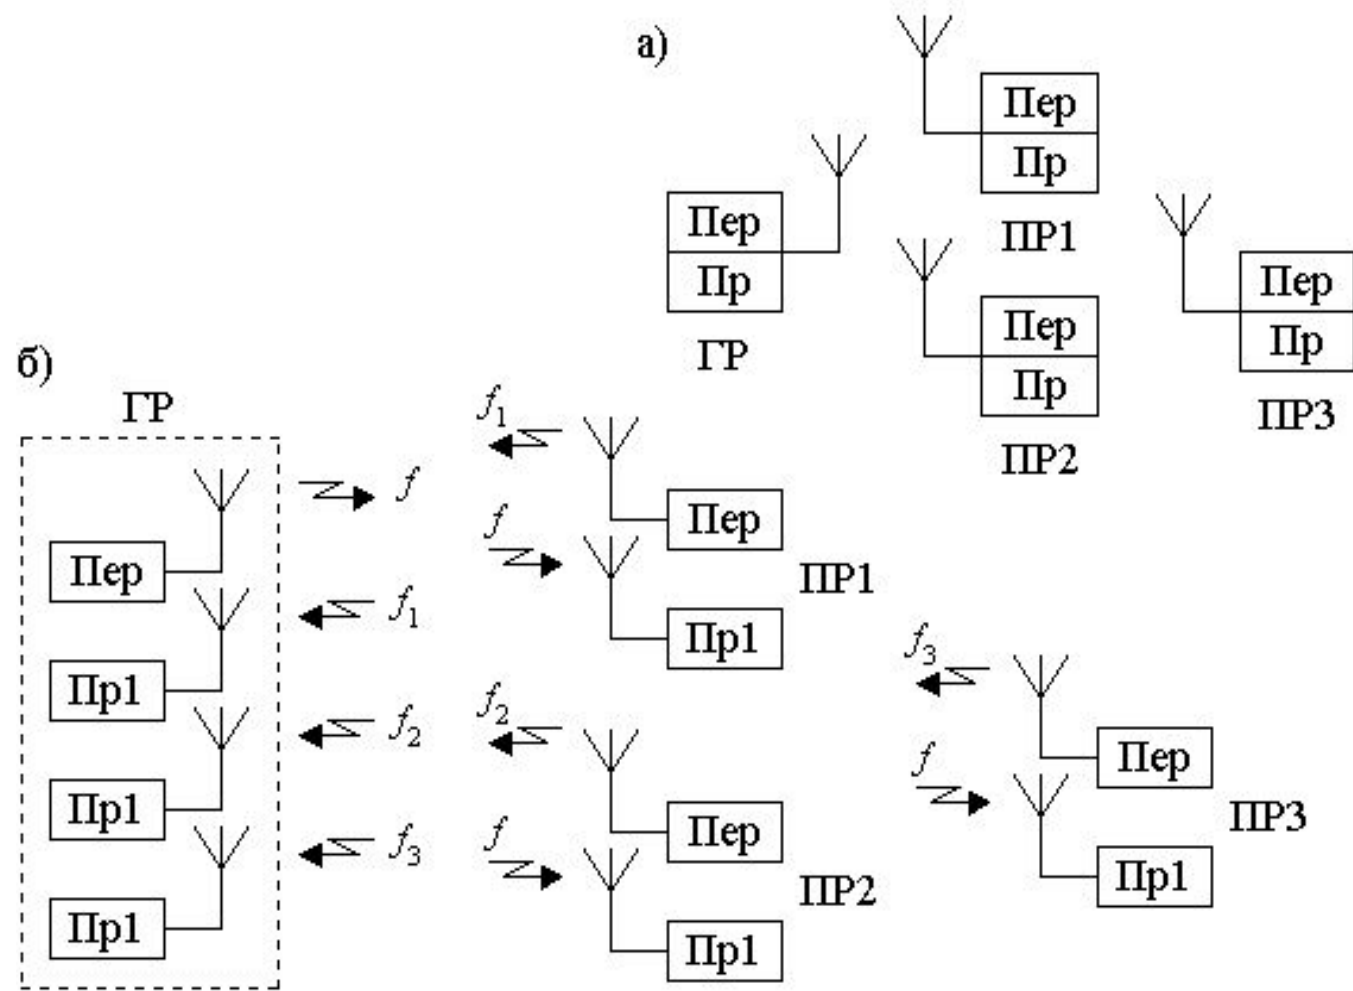 а)
Пер
Пр
ПР1
Пер
Пр
ГР
Пер
Пр
ПР2
Пер
Пр
ПР3
б)
ГР
Пер
Пр1
Пр1
Пр1
f
f₁
f₂
f₃
f₁
f
Пер
Пр1
ПР1
f₂
f
Пер
Пр1
ПР2
f₃
f
Пер
Пр1
ПР3